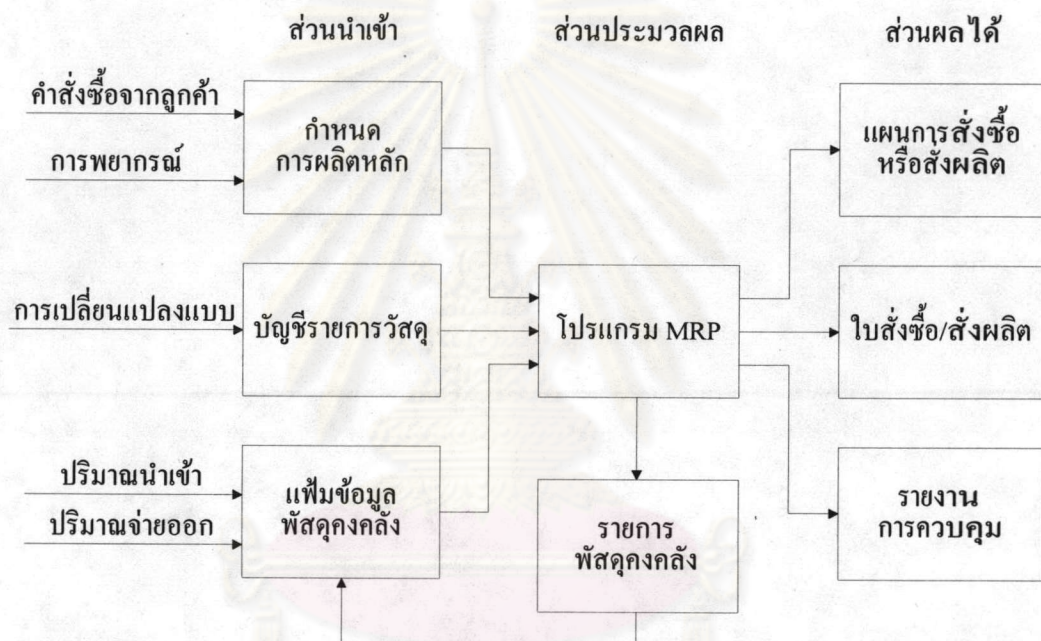 ส่วนนำเข้า
ส่วนประมวลผล
ส่วนผลได้
คำสั่งซื้อจากลูกค้า
การพยากรณ์
กำหนด
การผลิตหลัก
แผนการสั่งซื้อ
หรือสั่งผลิต
การเปลี่ยนแปลงแบบ
บัญชีรายการวัสดุ
โปรแกรม MRP
ใบสั่งซื้อ/สั่งผลิต
ปริมาณนำเข้า
ปริมาณจ่ายออก
แฟ้มข้อมูล
พัสดุคงคลัง
รายการ
พัสดุคงคลัง
รายงาน
การควบคุม